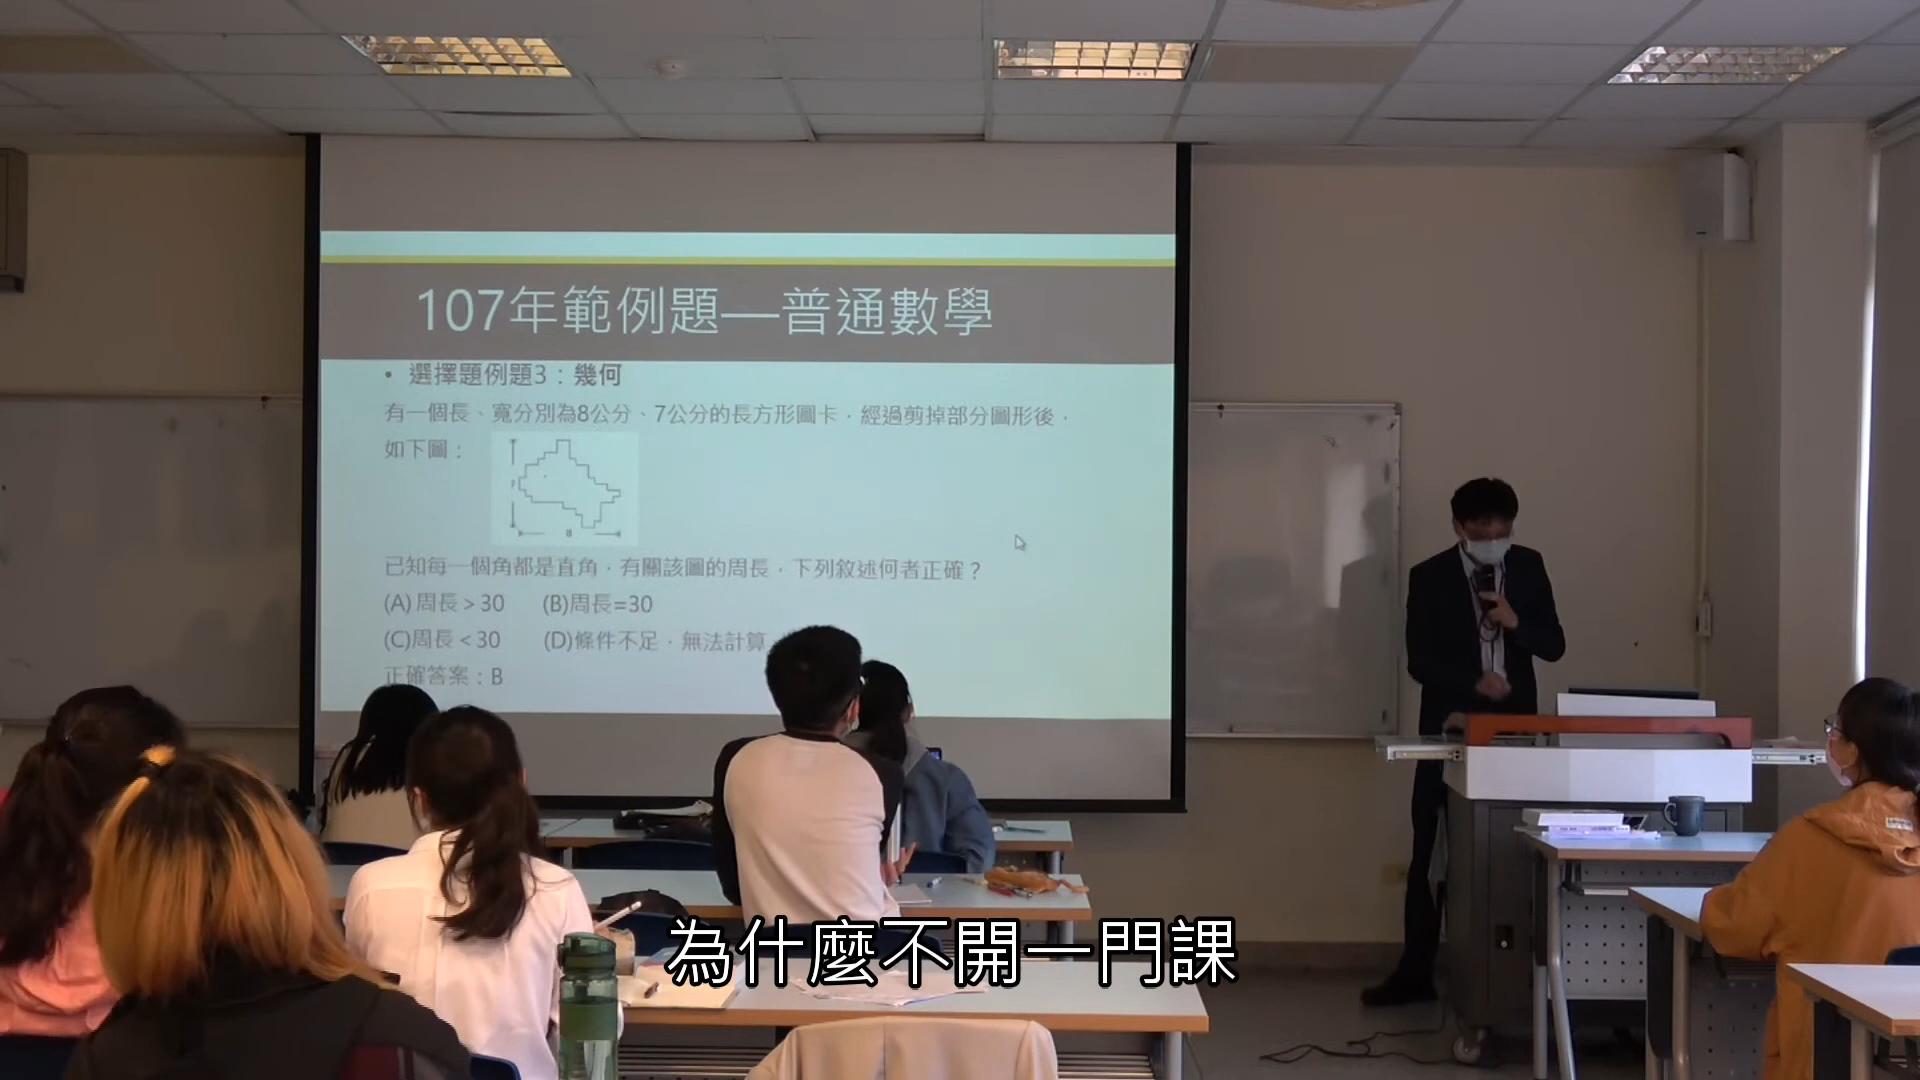 107年範例題—普通數學
• 選擇題例題3：幾何
有一個長、寬分別為8公分、7公分的長方形圖卡，經過剪掉部分圖形後，
如下圖：
8
已知每一個角都是直角，有關該圖的周長，下列敘述何者正確？
(A) 周長＞30 (B)周長=30
(C)周長＜30 (D)條件不足，無法計算
正確答案：B
為什麼不開一門課